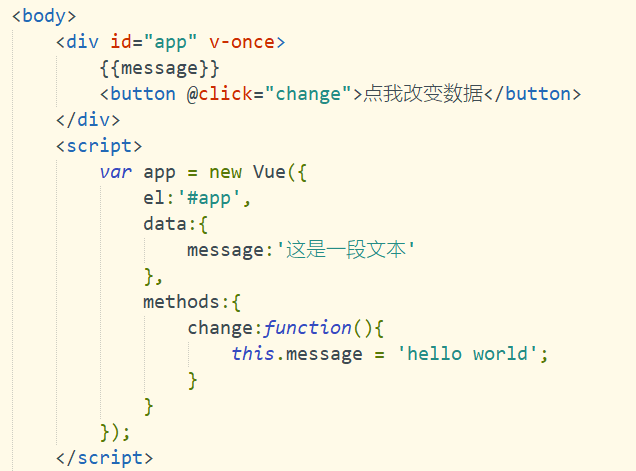 <body>
    <div id="app" v-once>
        {{message}}
        <button @click="change">点我改变数据</button>
    </div>
    <script>
        var app = new Vue({
            el:'#app',
            data:{
                message:'这是一段文本'
            },
            methods:{
                change:function(){
                    this.message = 'hello world';
                }
            }
        });
    </script>